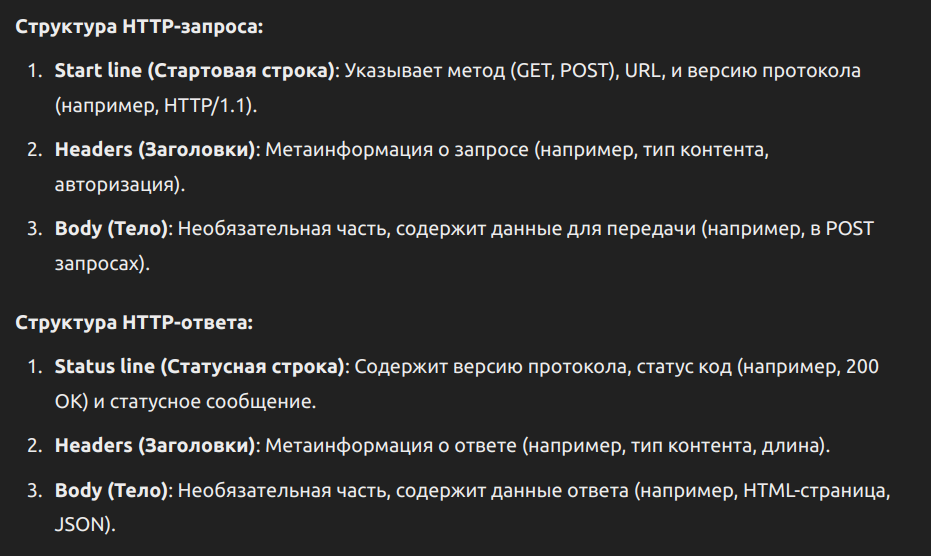 Структура HTTP-запроса:
1. Start line (Стартовая строка): Указывает метод (GET, POST), URL, и версию протокола
(например, HTTP/1.1).
2. Headers (Заголовки): Метаинформация о запросе (например, тип контента,
авторизация).
3. Body (Тело): Необязательная часть, содержит данные для передачи (например, в POST
запросах).
Структура HTTP-ответа:
1. Status line (Статусная строка): Содержит версию протокола, статус код (например, 200
OK) и статусное сообщение.
2. Headers (Заголовки): Метаинформация о ответе (например, тип контента, длина).
3. Body (Тело): Необязательная часть, содержит данные ответа (например, HTML-страница,
JSON).